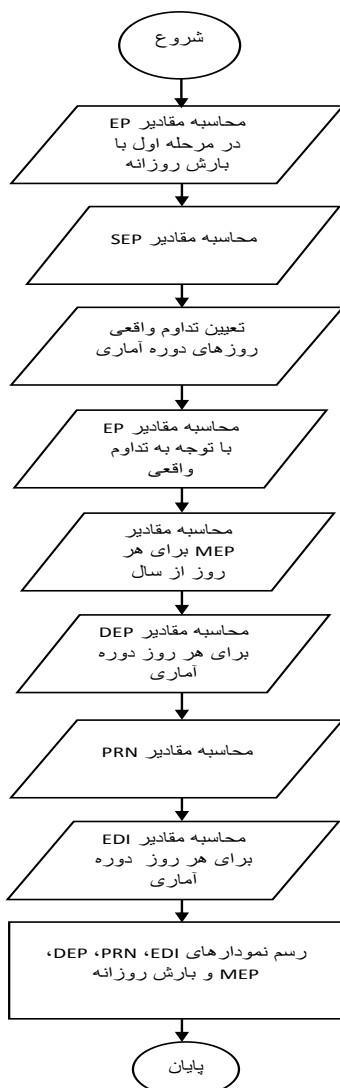 شروع
محاسبه مقادیر EP
در مرحله اول با
بارش روزانه
محاسبه مقادیر SEP
تعیین تداوم واقعی
روزهای دوره آماری
محاسبه مقادیر EP
با توجه به تداوم
واقعی
محاسبه مقادیر
MEP برای هر
روز از سال
محاسبه مقادیر DEP
برای هر روز دوره
آماری
محاسبه مقادیر PRN
محاسبه مقادیر EDI
برای هر روز دوره
آماری
رسم نمودارهای DEP ،PRN ،EDI،
MEP و بارش روزانه
پایان